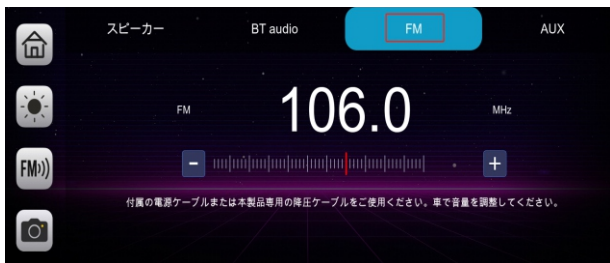 スピーカー
BT audio
FM
AUX
FM
106.0
MHz
-
+
FM
付属の電源ケーブルまたは本製品専用の降圧ケーブルをご使用ください。車で音量を調整してください。